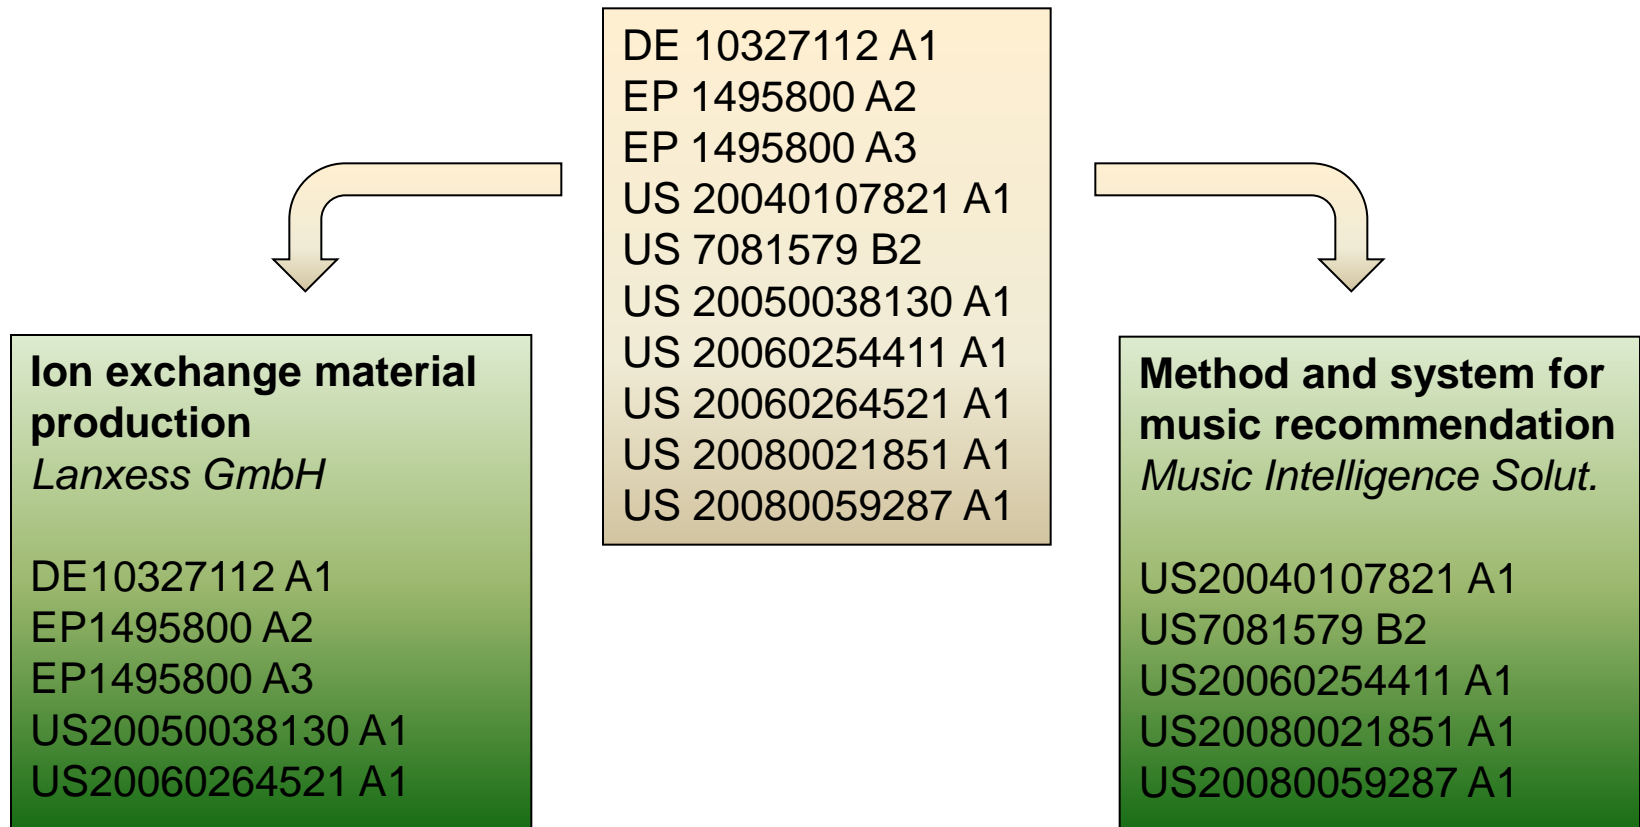 DE 10327112 A1
EP 1495800 A2
EP 1495800 A3
US 20040107821 A1
US 7081579 B2
US 20050038130 A1
US 20060254411 A1
US 20060264521 A1
US 20080021851 A1
US 20080059287 A1
Ion exchange material
production
Lanxess GmbH
DE10327112 A1
EP1495800 A2
EP1495800 A3
US20050038130 A1
US20060264521 A1
Method and system for
music recommendation
Music Intelligence Solut.
US20040107821 A1
US7081579 B2
US20060254411 A1
US20080021851 A1
US20080059287 A1